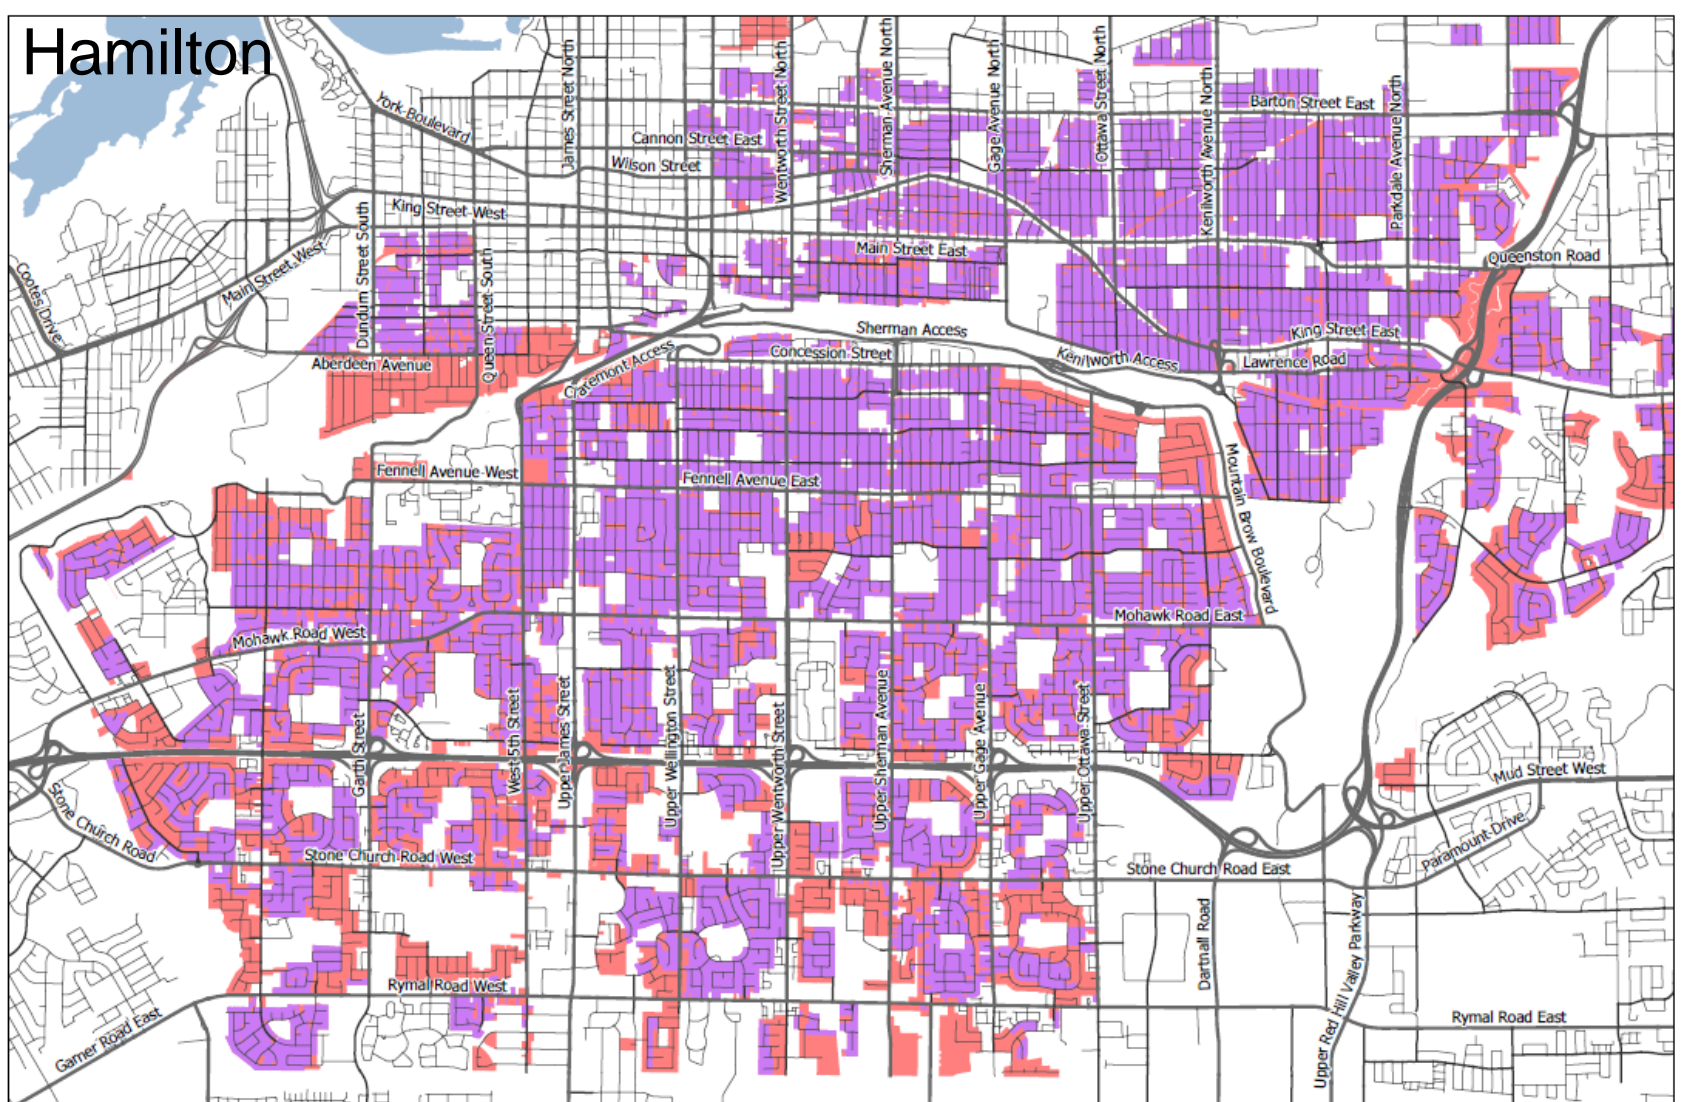 Hamilton
York Boulevard
James Street North
Cannon Street East
Wilson Street
Wentworth Street North
Sherman Avenue North
Gage Avenue North
Ottawa Street North
Kenilworth Avenue North
Barton Street East
Parkdale Avenue North
King Street West
Main Street West
Cootes Drive
Dundurn Street South
Queen Street South
Main Street East
Queenston Road
Sherman Access
Concession Street
Kenilworth Access
King Street East
Lawrence Road
Aberdeen Avenue
Claremont Access
Fennell Avenue West
Fennell Avenue East
Mountain Brow Boulevard
Mohawk Road West
Mohawk Road East
Garth Street
West 5th Street
Upper James Street
Upper Wellington Street
Upper Wentworth Street
Upper Sherman Avenue
Upper Gage Avenue
Upper Ottawa Street
Mud Street West
Stone Church Road
Stone Church Road West
Stone Church Road East
Paramount Drive
Dartnall Road
Upper Red Hill Valley Parkway
Rymal Road West
Rymal Road East
Garner Road East